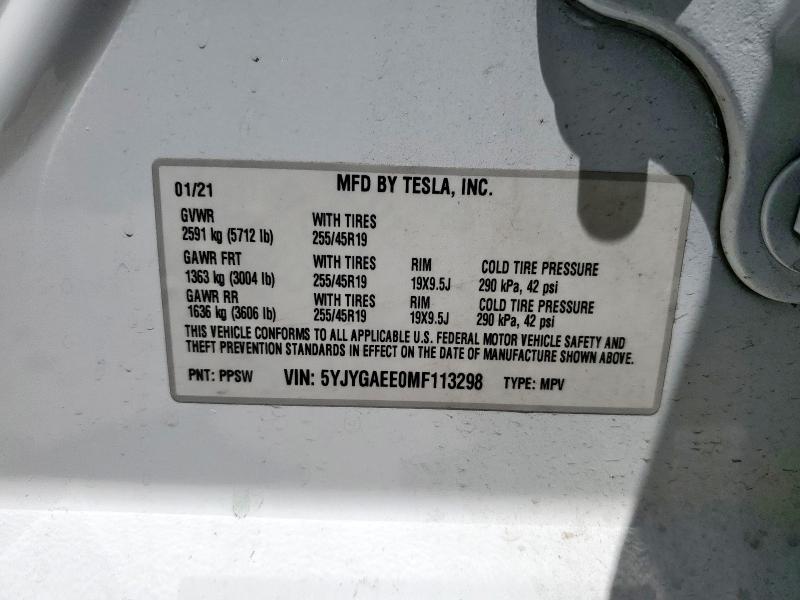 01/21 MFD BY TESLA, INC.
GVWR WITH TIRES
2591 kg (5712 lb) 255/45R19
GAWR FRT WITH TIRES RIM COLD TIRE PRESSURE
1363 kg (3004 lb) 255/45R19 19X9.5J 290 kPa, 42 psi
GAWR RR WITH TIRES RIM COLD TIRE PRESSURE
1636 kg (3606 lb) 255/45R19 19X9.5J 290 kPa, 42 psi
THIS VEHICLE CONFORMS TO ALL APPLICABLE U.S. FEDERAL MOTOR VEHICLE SAFETY AND
THEFT PREVENTION STANDARDS IN EFFECT ON THE DATE OF MANUFACTURE SHOWN ABOVE.
PNT: PPSW VIN: 5YJYGAEE0MF113298 TYPE: MPV